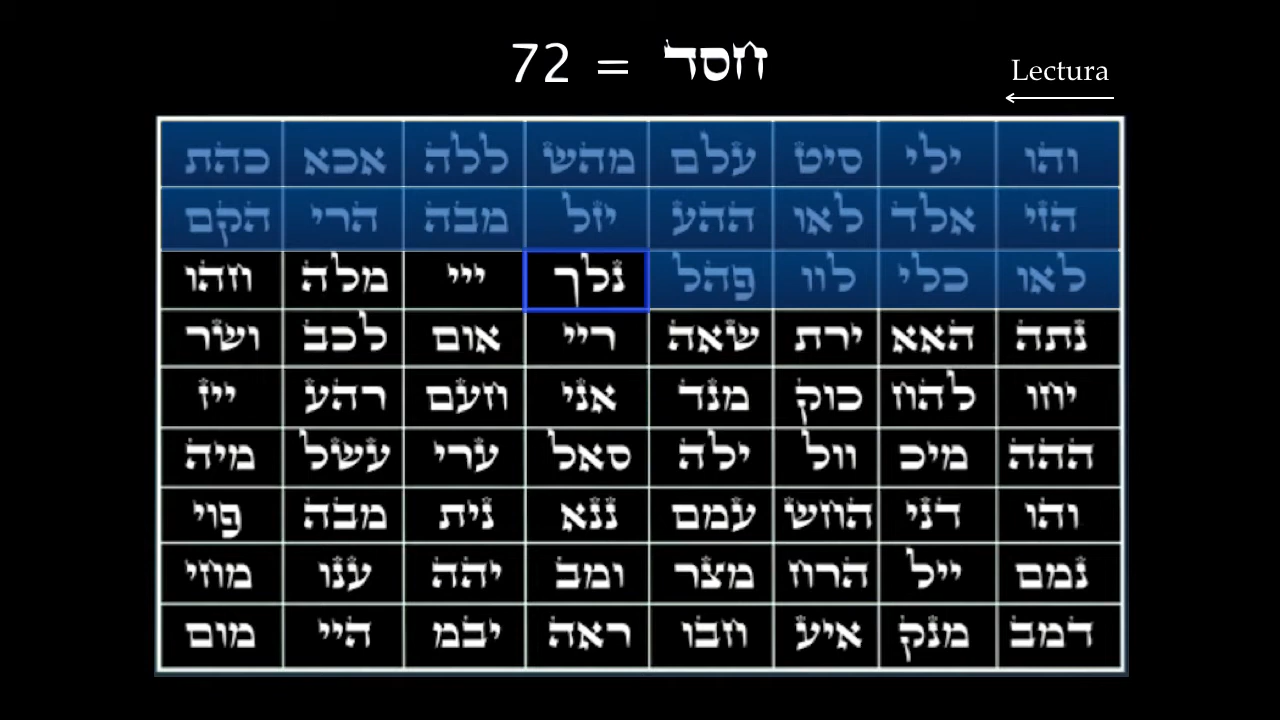 חסד = 72
Lectura
והו ילי סיט עלם מהש ללה אכא כהת
הזי אלד לאו ההע יזל מבה הרי הקם
לאו כלי לוו פהל נלך ייי מלה חהו
נתה האא ירת שאה ריי אום לכב ושר
יחו להח כוק מנד אני חעם רהע ייז
ההה מיכ וול ילה סאל ערי עשל מיה
והו דני החש עמם ננא נית מבה פוי
נמם ייל הרח מצר ומב יהה ענו מחי
דמב מנק איע חבו ראה יבמ היי מום